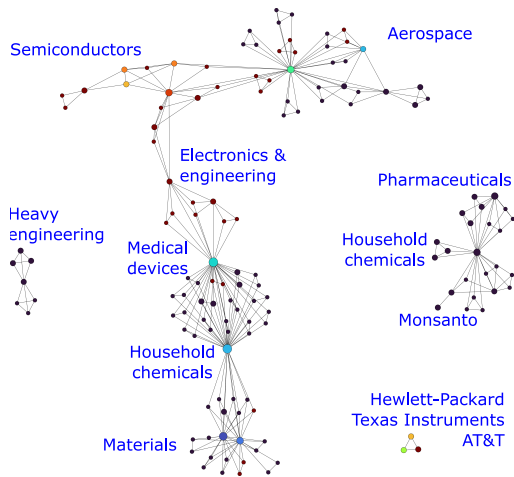 Semiconductors
Aerospace
Electronics &
engineering
Pharmaceuticals
Heavy
engineering
Household
chemicals
Medical
devices
Monsanto
Household
chemicals
Hewlett-Packard
Texas Instruments
AT&T
Materials